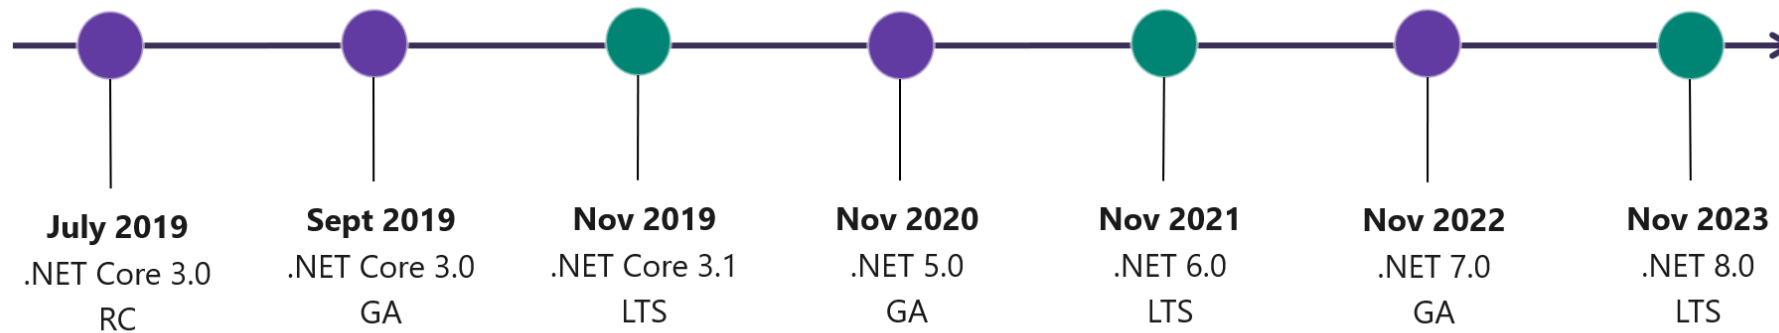 July 2019
.NET Core 3.0
RC
Sept 2019
.NET Core 3.0
GA
Nov 2019
.NET Core 3.1
LTS
Nov 2020
.NET 5.0
GA
Nov 2021
.NET 6.0
LTS
Nov 2022
.NET 7.0
GA
Nov 2023
.NET 8.0
LTS